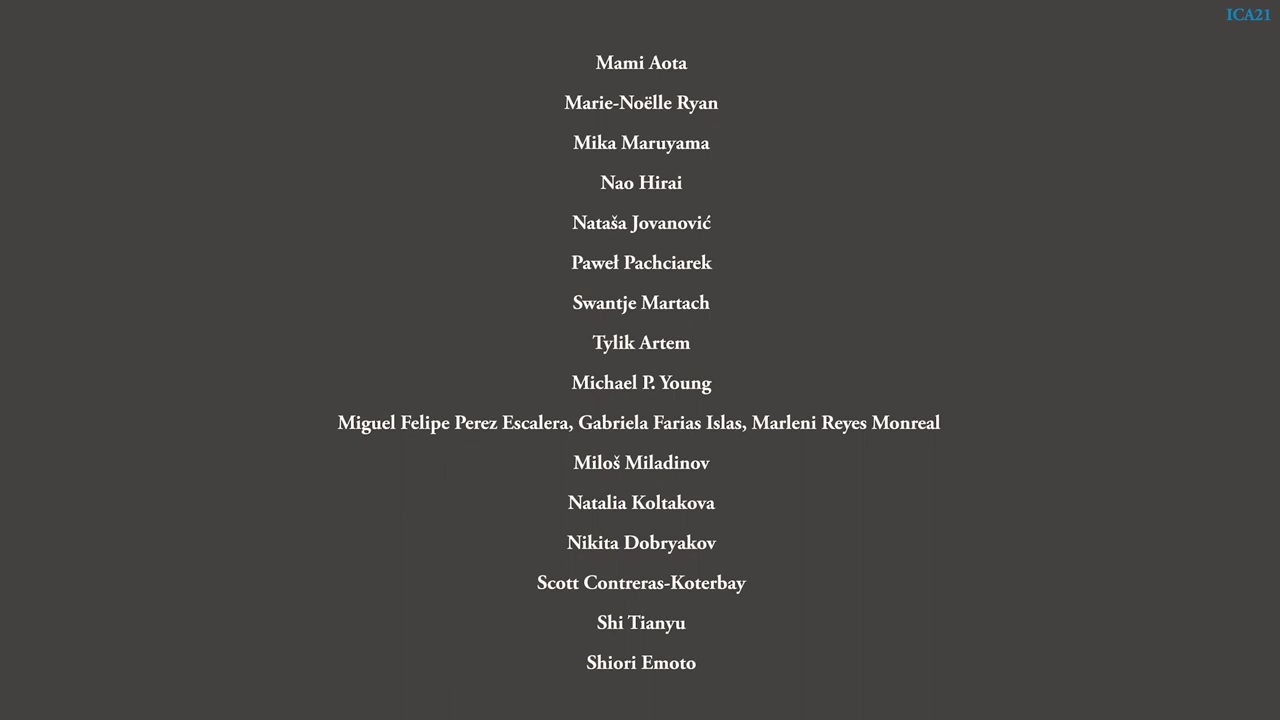 ICA21
Mami Aota
Marie-Noëlle Ryan
Mika Maruyama
Nao Hirai
Nataša Jovanović
Paweł Pachciarek
Swantje Martach
Tylik Artem
Michael P. Young
Miguel Felipe Perez Escalera, Gabriela Farias Islas, Marleni Reyes Monreal
Miloš Miladinov
Natalia Koltakova
Nikita Dobryakov
Scott Contreras-Koterbay
Shi Tianyu
Shiori Emoto